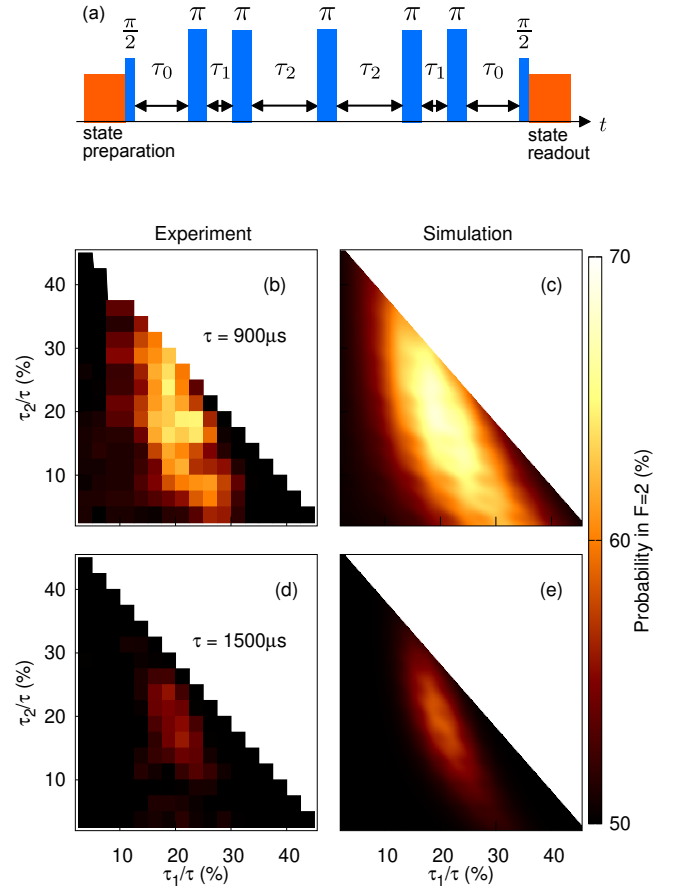 (a)
π/2 π π π π π π/2
τ₀ τ₁ τ₂ τ₂ τ₁ τ₀
t
state
preparation
state
readout
Experiment
Simulation
(b)
τ = 900μs
(c)
τ₂/τ (%)
40
30
20
10
(d)
τ = 1500μs
(e)
τ₂/τ (%)
40
30
20
10
10 20 30 40
τ₁/τ (%)
10 20 30 40
τ₁/τ (%)
70
60
50
Probability in F=2 (%)